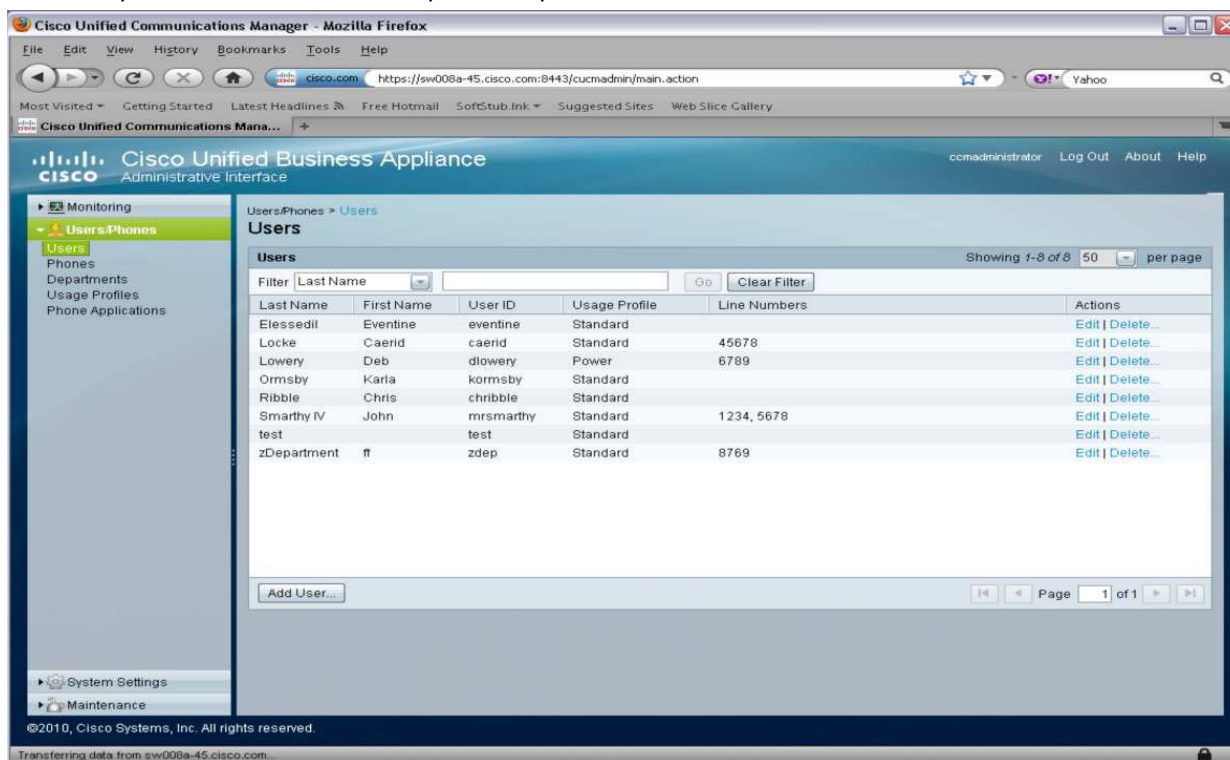 Cisco Unified Communications Manager - Mozilla Firefox
File Edit View History Bookmarks Tools Help
cisco.com https://sw008a-45.cisco.com:8443/cucmadmin/main.action Yahoo
Most Visited Getting Started Latest Headlines Free Hotmail SoftStub.Ink Suggested Sites Web Slice Gallery
Cisco Unified Communications Mana... +
CISCO Cisco Unified Business Appliance ccmadministrator Log Out About Help
Administrative Interface
Monitoring
Users/Phones
Users
Phones
Departments
Usage Profiles
Phone Applications
Users/Phones > Users
Users
Users Showing 1-8 of 8 50 per page
Filter Last Name Go Clear Filter
Last Name First Name User ID Usage Profile Line Numbers Actions
Elessedil Eventine eventine Standard Edit | Delete...
Locke Caerid caerid Standard 45678 Edit | Delete...
Lowery Deb dlowery Power 6789 Edit | Delete...
Ormsby Karla kormsby Standard Edit | Delete...
Ribble Chris chribble Standard Edit | Delete...
Smarthy IV John mrsmarthy Standard 1234, 5678 Edit | Delete...
test test Standard Edit | Delete...
zDepartment ff zdep Standard 8769 Edit | Delete...
Add User... Page 1 of 1
System Settings
Maintenance
©2010, Cisco Systems, Inc. All rights reserved.
Transferring data from sw008a-45.cisco.com...